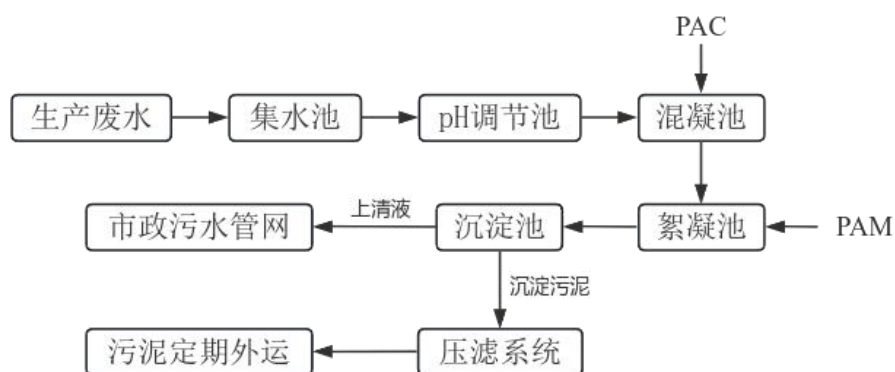 PAC
生产废水
集水池
pH调节池
混凝池
市政污水管网
上清液
沉淀池
絮凝池
PAM
沉淀污泥
污泥定期外运
压滤系统